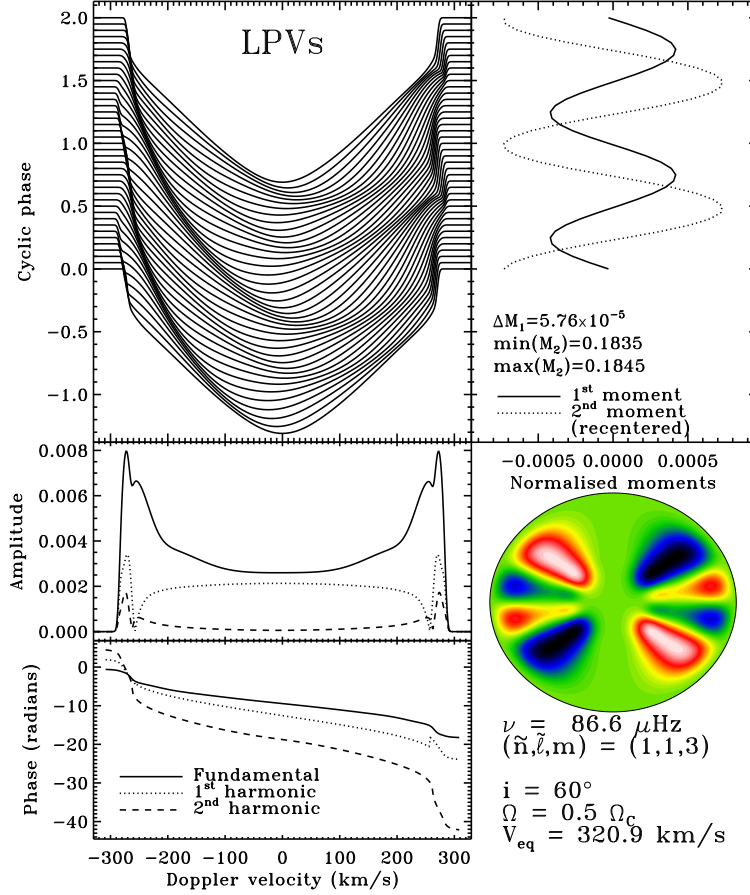 LPVs
2.0
1.5
1.0
0.5
0.0
−0.5
−1.0
Cyclic phase
ΔM₁=5.76×10⁻⁵
min(M₂)=0.1835
max(M₂)=0.1845
1ˢᵗ moment
2ⁿᵈ moment
(recentered)
−0.0005 0.0000 0.0005
Normalised moments
0.008
0.006
0.004
0.002
0.000
Amplitude
0
−10
−20
−30
−40
Phase (radians)
Fundamental
1ˢᵗ harmonic
2ⁿᵈ harmonic
−300 −200 −100 0 100 200 300
Doppler velocity (km/s)
ν = 86.6 μHz
(ñ,ℓ̃,m) = (1,1,3)
i = 60°
Ω = 0.5 Ω_C
V_eq = 320.9 km/s